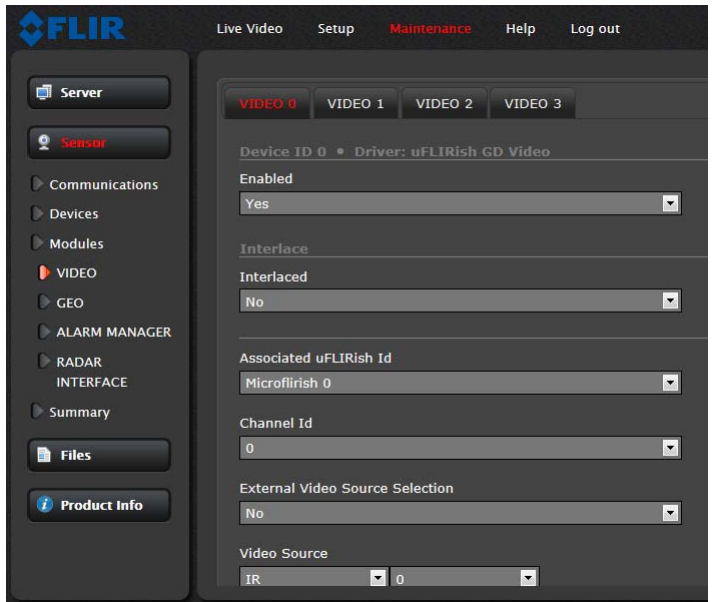 FLIR
Live Video Setup Maintenance Help Log out
Server
Sensor
Communications
Devices
Modules
VIDEO
GEO
ALARM MANAGER
RADAR
INTERFACE
Summary
Files
Product Info
VIDEO 0 VIDEO 1 VIDEO 2 VIDEO 3
Device ID 0 • Driver: uFLIRish GD Video
Enabled
Yes
Interlace
Interlaced
No
Associated uFLIRish Id
Microflirish 0
Channel Id
0
External Video Source Selection
No
Video Source
IR 0